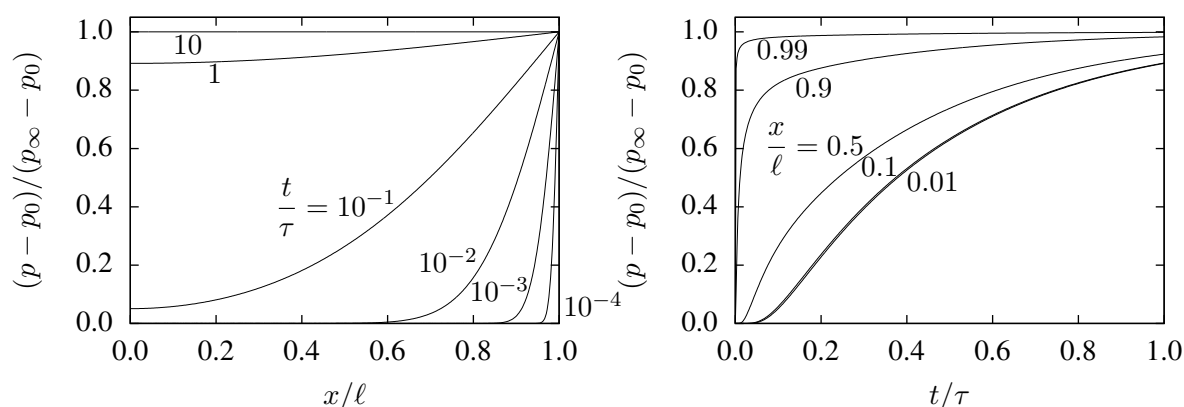 (p − p₀)/(p∞ − p₀)
1.0
0.8
0.6
0.4
0.2
0.0
10
1
t/τ = 10⁻¹
10⁻²
10⁻³
10⁻⁴
0.0 0.2 0.4 0.6 0.8 1.0
x/ℓ
(p − p₀)/(p∞ − p₀)
1.0
0.8
0.6
0.4
0.2
0.0
0.99
0.9
x/ℓ = 0.5
0.1
0.01
0.0 0.2 0.4 0.6 0.8 1.0
t/τ